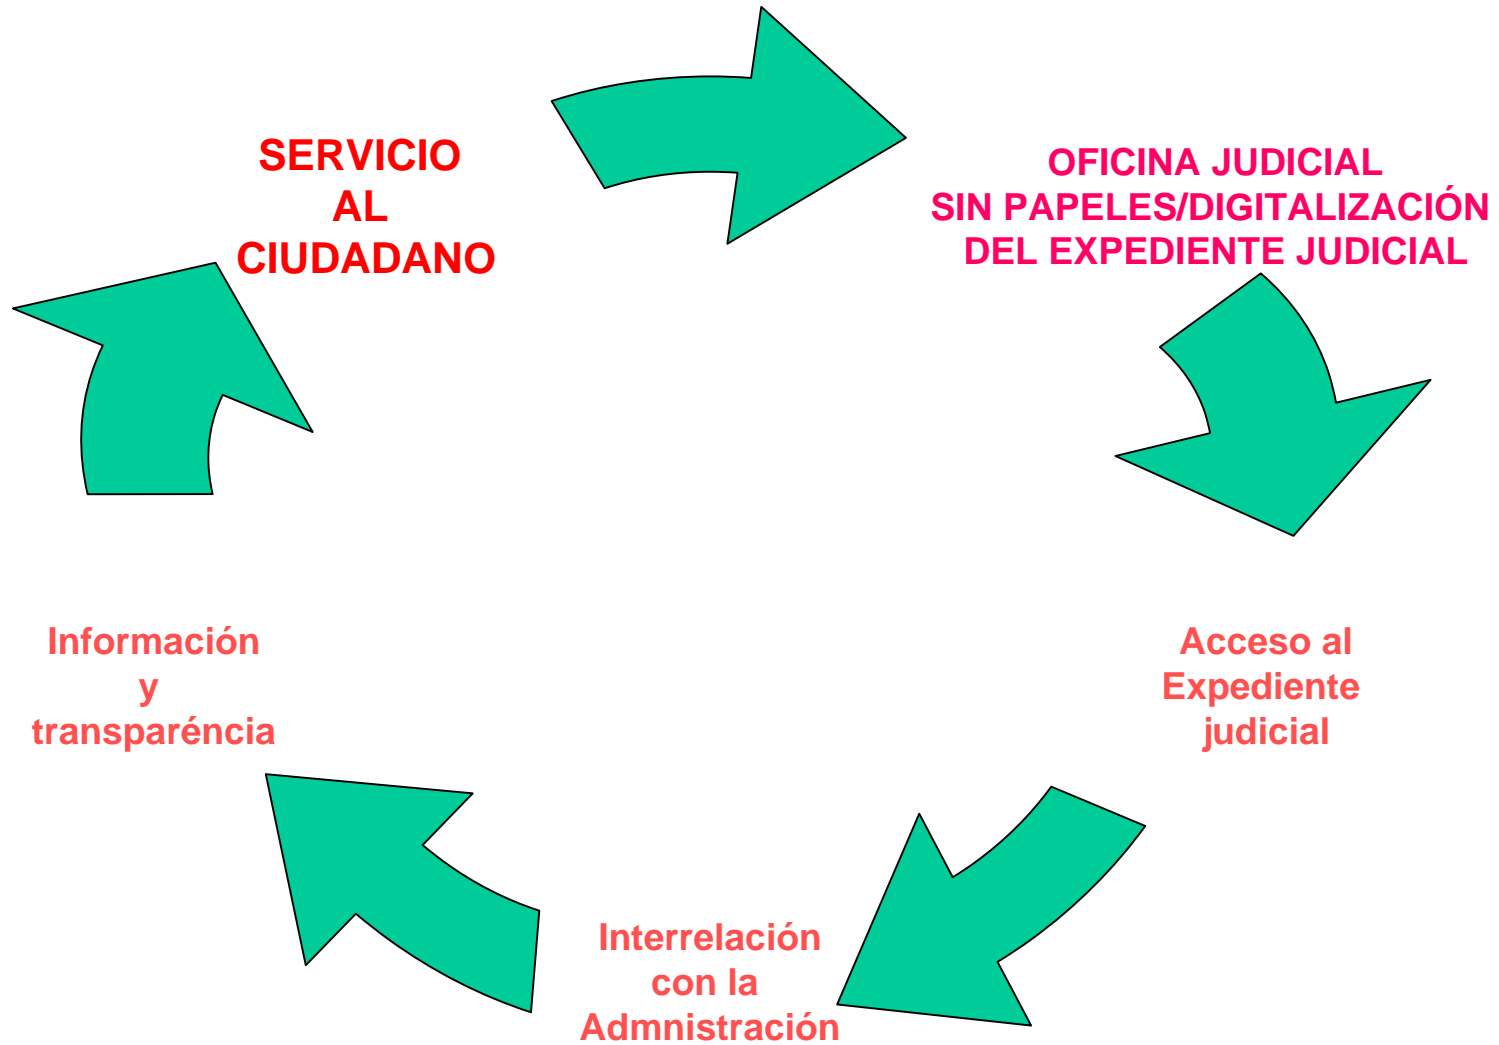 SERVICIO
AL
CIUDADANO
OFICINA JUDICIAL
SIN PAPELES/DIGITALIZACIÓN
DEL EXPEDIENTE JUDICIAL
Acceso al
Expediente
judicial
Interrelación
con la
Admnistración
Información
y
transparéncia